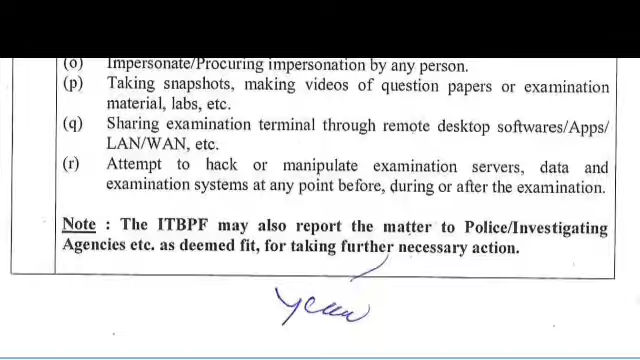 (o) Impersonate/Procuring impersonation by any person.
(p) Taking snapshots, making videos of question papers or examination
material, labs, etc.
(q) Sharing examination terminal through remote desktop softwares/Apps/
LAN/WAN, etc.
(r) Attempt to hack or manipulate examination servers, data and
examination systems at any point before, during or after the examination.
Note : The ITBPF may also report the matter to Police/Investigating
Agencies etc. as deemed fit, for taking further necessary action.